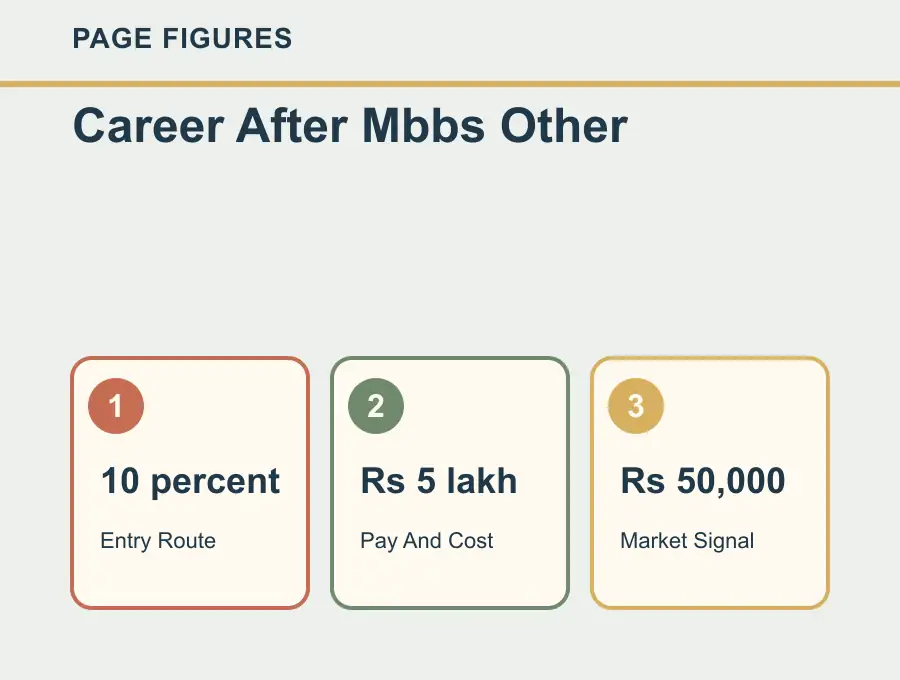 PAGE FIGURES
Career After Mbbs Other
1
10 percent
Entry Route
2
Rs 5 lakh
Pay And Cost
3
Rs 50,000
Market Signal